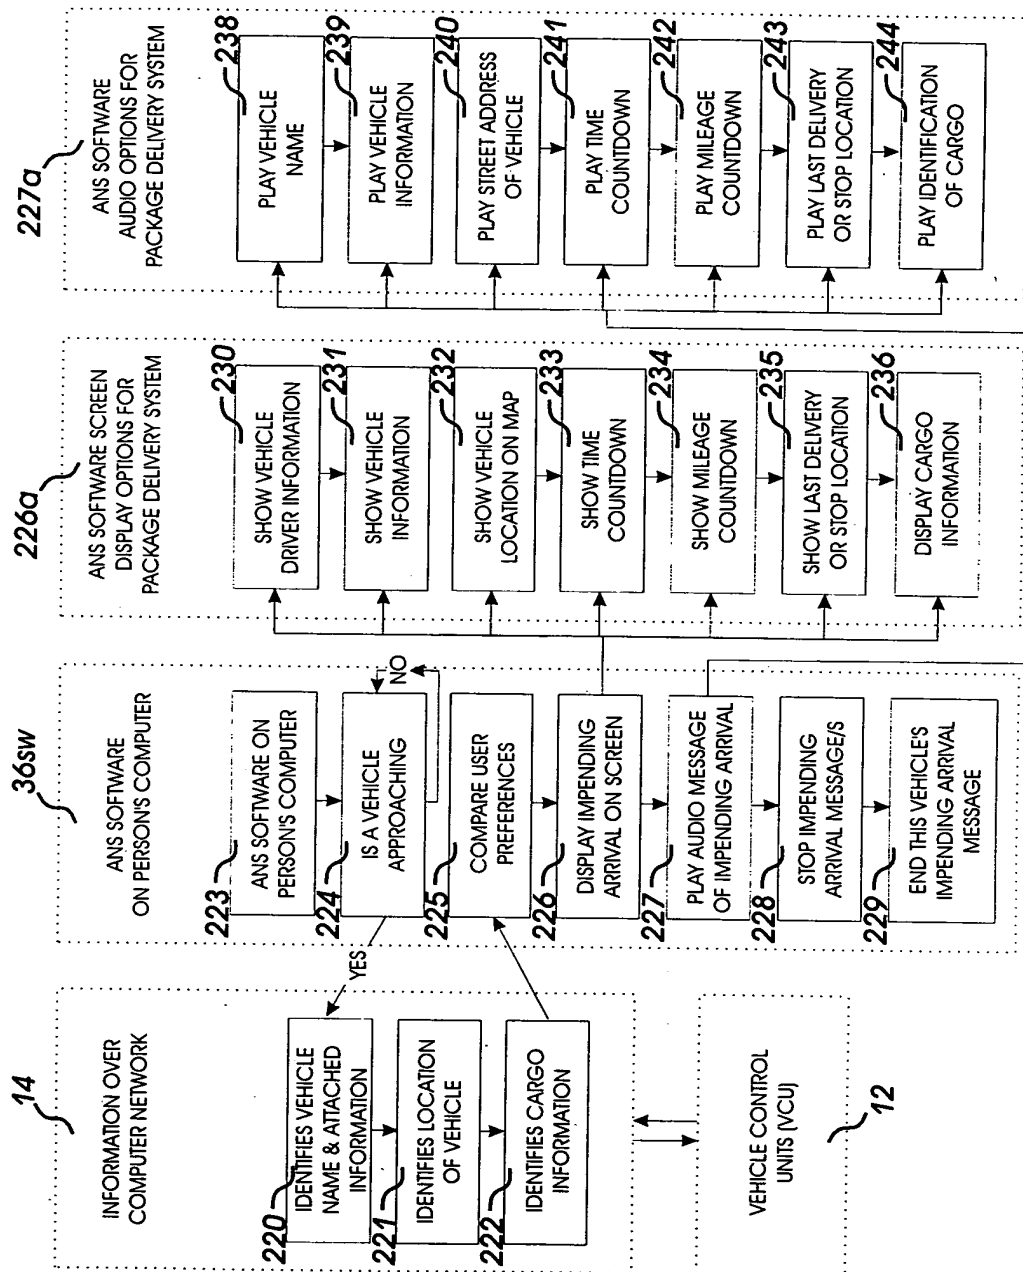 14
INFORMATION OVER
COMPUTER NETWORK
220
IDENTIFIES VEHICLE
NAME & ATTACHED
INFORMATION
221
IDENTIFIES LOCATION
OF VEHICLE
222
IDENTIFIES CARGO
INFORMATION
VEHICLE CONTROL
UNITS (VCU)
12
36sw
ANS SOFTWARE
ON PERSON'S COMPUTER
223
ANS SOFTWARE ON
PERSON'S COMPUTER
224
IS A VEHICLE
APPROACHING
NO
YES
225
COMPARE USER
PREFERENCES
226
DISPLAY IMPENDING
ARRIVAL ON SCREEN
227
PLAY AUDIO MESSAGE
OF IMPENDING ARRIVAL
228
STOP IMPENDING
ARRIVAL MESSAGE/S
229
END THIS VEHICLE'S
IMPENDING ARRIVAL
MESSAGE
226a
ANS SOFTWARE SCREEN
DISPLAY OPTIONS FOR
PACKAGE DELIVERY SYSTEM
230
SHOW VEHICLE
DRIVER INFORMATION
231
SHOW VEHICLE
INFORMATION
232
SHOW VEHICLE
LOCATION ON MAP
233
SHOW TIME
COUNTDOWN
234
SHOW MILEAGE
COUNTDOWN
235
SHOW LAST DELIVERY
OR STOP LOCATION
236
DISPLAY CARGO
INFORMATION
227a
ANS SOFTWARE
AUDIO OPTIONS FOR
PACKAGE DELIVERY SYSTEM
238
PLAY VEHICLE
NAME
239
PLAY VEHICLE
INFORMATION
240
PLAY STREET ADDRESS
OF VEHICLE
241
PLAY TIME
COUNTDOWN
242
PLAY MILEAGE
COUNTDOWN
243
PLAY LAST DELIVERY
OR STOP LOCATION
244
PLAY IDENTIFICATION
OF CARGO